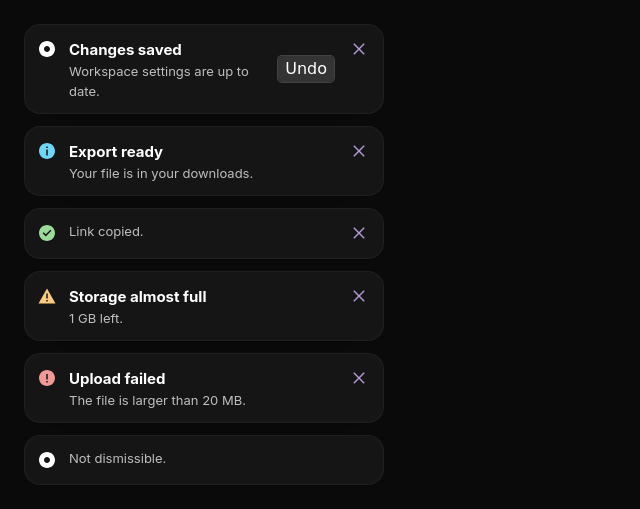 Changes saved
Workspace settings are up to
date.
Undo
Export ready
Your file is in your downloads.
Link copied.
Storage almost full
1 GB left.
Upload failed
The file is larger than 20 MB.
Not dismissible.